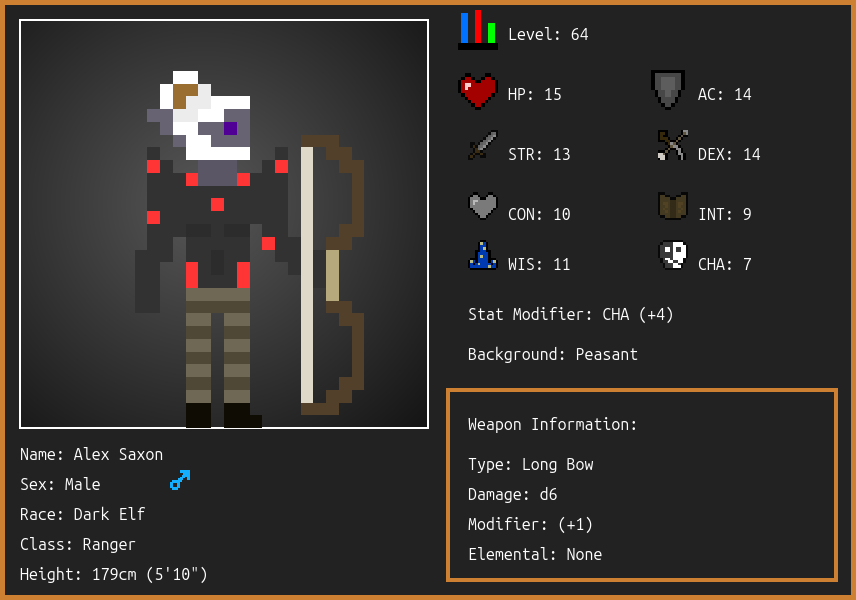 Level: 64
HP: 15
AC: 14
STR: 13
DEX: 14
CON: 10
INT: 9
WIS: 11
CHA: 7
Stat Modifier: CHA (+4)
Background: Peasant
Weapon Information:
Type: Long Bow
Damage: d6
Modifier: (+1)
Elemental: None
Name: Alex Saxon
Sex: Male
Race: Dark Elf
Class: Ranger
Height: 179cm (5'10")